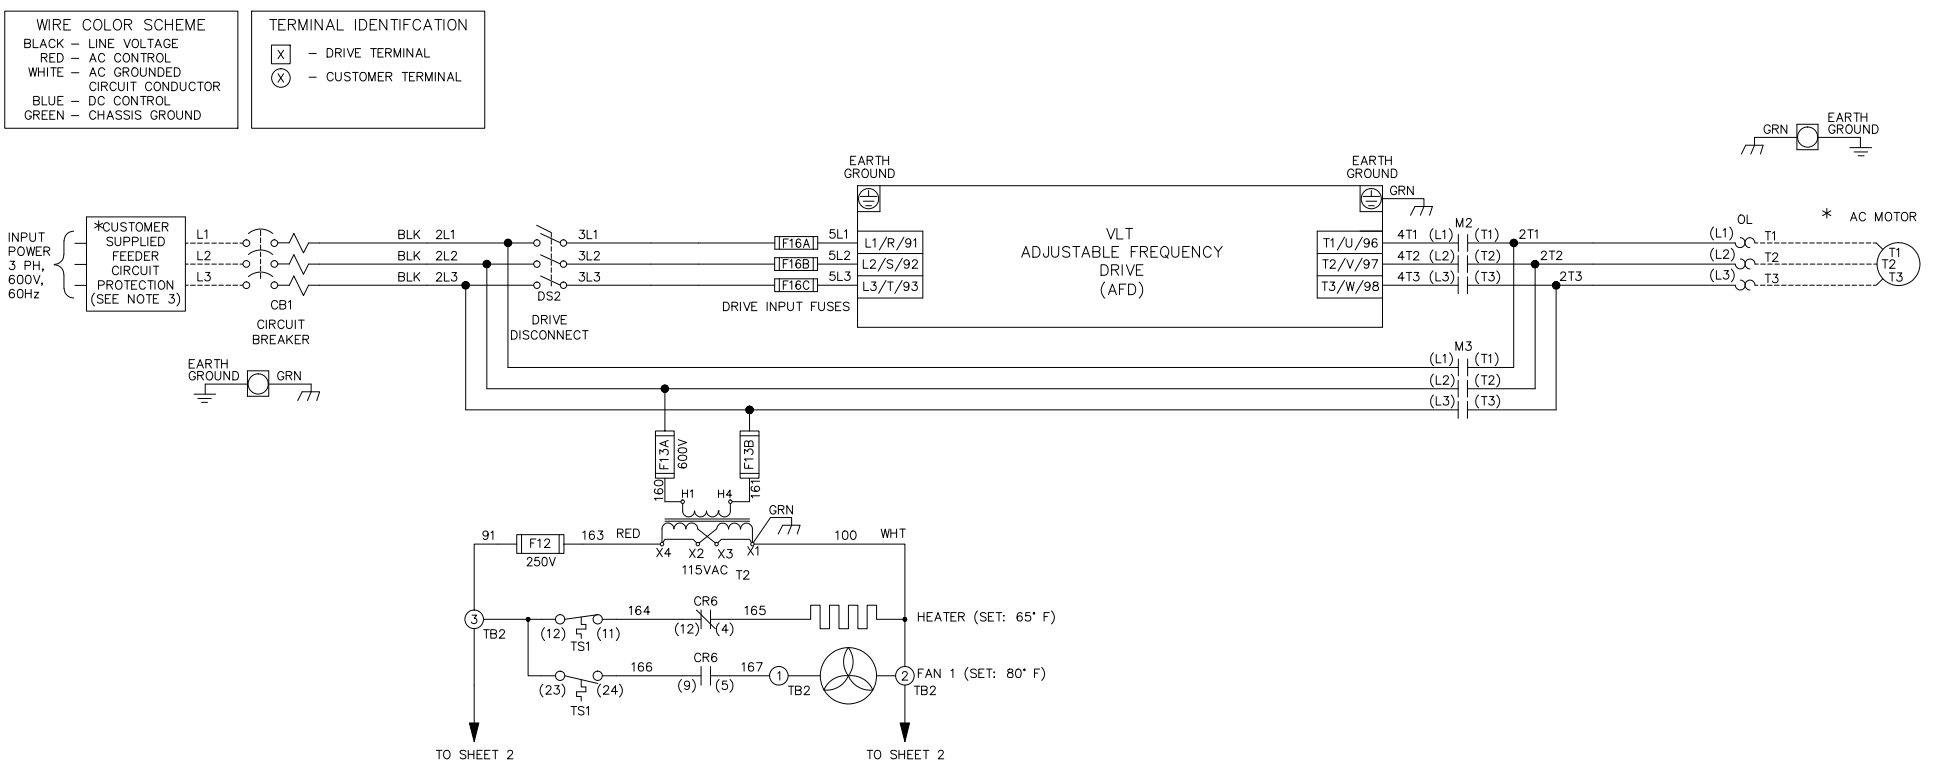 WIRE COLOR SCHEME
BLACK – LINE VOLTAGE
RED – AC CONTROL
WHITE – AC GROUNDED
CIRCUIT CONDUCTOR
BLUE – DC CONTROL
GREEN – CHASSIS GROUND
TERMINAL IDENTIFCATION
X – DRIVE TERMINAL
X – CUSTOMER TERMINAL
GRN
EARTH
GROUND
INPUT
POWER
3 PH,
600V,
60Hz
*CUSTOMER
SUPPLIED
FEEDER
CIRCUIT
PROTECTION
(SEE NOTE 3)
L1
L2
L3
CB1
CIRCUIT
BREAKER
BLK 2L1
BLK 2L2
BLK 2L3
DS2
DRIVE
DISCONNECT
3L1
3L2
3L3
F16A
F16B
F16C
DRIVE INPUT FUSES
5L1
5L2
5L3
EARTH
GROUND
L1/R/91
L2/S/92
L3/T/93
VLT
ADJUSTABLE FREQUENCY
DRIVE
(AFD)
EARTH
GROUND
GRN
T1/U/96
T2/V/97
T3/W/98
4T1 (L1)
4T2 (L2)
4T3 (L3)
M2
(T1) 2T1
(T2) 2T2
(T3) 2T3
OL
(L1) T1
(L2) T2
(L3) T3
* AC MOTOR
T1
T2
T3
M3
(L1) (T1)
(L2) (T2)
(L3) (T3)
EARTH
GROUND
GRN
F13A
600V
F13B
160
161
H1 H4
GRN
91
F12
250V
163 RED
X4 X2 X3 X1
115VAC T2
100 WHT
3
TB2
(12) (11)
TS1
164
CR6
(12) (4)
165
HEATER (SET: 65° F)
(23) (24)
TS1
166
CR6
(9) (5)
167
1
TB2
2
TB2
FAN 1 (SET: 80° F)
TO SHEET 2
TO SHEET 2